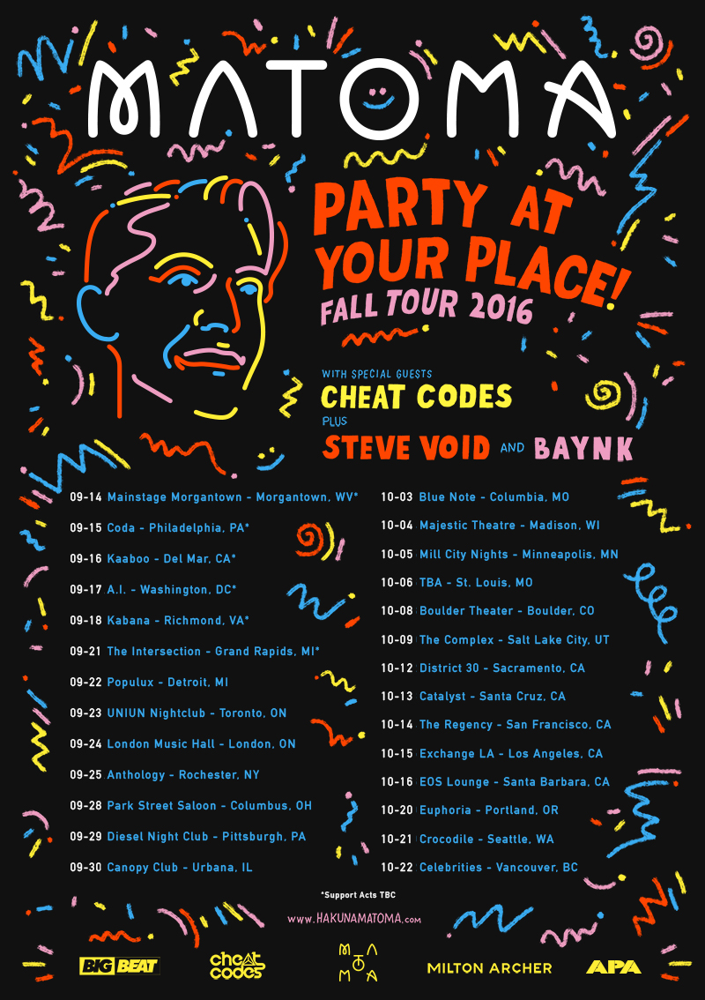 MATOMA
PARTY AT
YOUR PLACE!
FALL TOUR 2016
WITH SPECIAL GUESTS
CHEAT CODES
PLUS
STEVE VOID AND BAYNK
09-14 Mainstage Morgantown - Morgantown, WV*
09-15 Coda - Philadelphia, PA*
09-16 Kaaboo - Del Mar, CA*
09-17 A.I. - Washington, DC*
09-18 Kabana - Richmond, VA*
09-21 The Intersection - Grand Rapids, MI*
09-22 Populux - Detroit, MI
09-23 UNIUN Nightclub - Toronto, ON
09-24 London Music Hall - London, ON
09-25 Anthology - Rochester, NY
09-28 Park Street Saloon - Columbus, OH
09-29 Diesel Night Club - Pittsburgh, PA
09-30 Canopy Club - Urbana, IL
10-03 Blue Note - Columbia, MO
10-04 Majestic Theatre - Madison, WI
10-05 Mill City Nights - Minneapolis, MN
10-06 TBA - St. Louis, MO
10-08 Boulder Theater - Boulder, CO
10-09 The Complex - Salt Lake City, UT
10-12 District 30 - Sacramento, CA
10-13 Catalyst - Santa Cruz, CA
10-14 The Regency - San Francisco, CA
10-15 Exchange LA - Los Angeles, CA
10-16 EOS Lounge - Santa Barbara, CA
10-20 Euphoria - Portland, OR
10-21 Crocodile - Seattle, WA
10-22 Celebrities - Vancouver, BC
*Support Acts TBC
www.HAKUNAMATOMA.com
BIG BEAT
cheat codes
MATOMA
MILTON ARCHER
APA